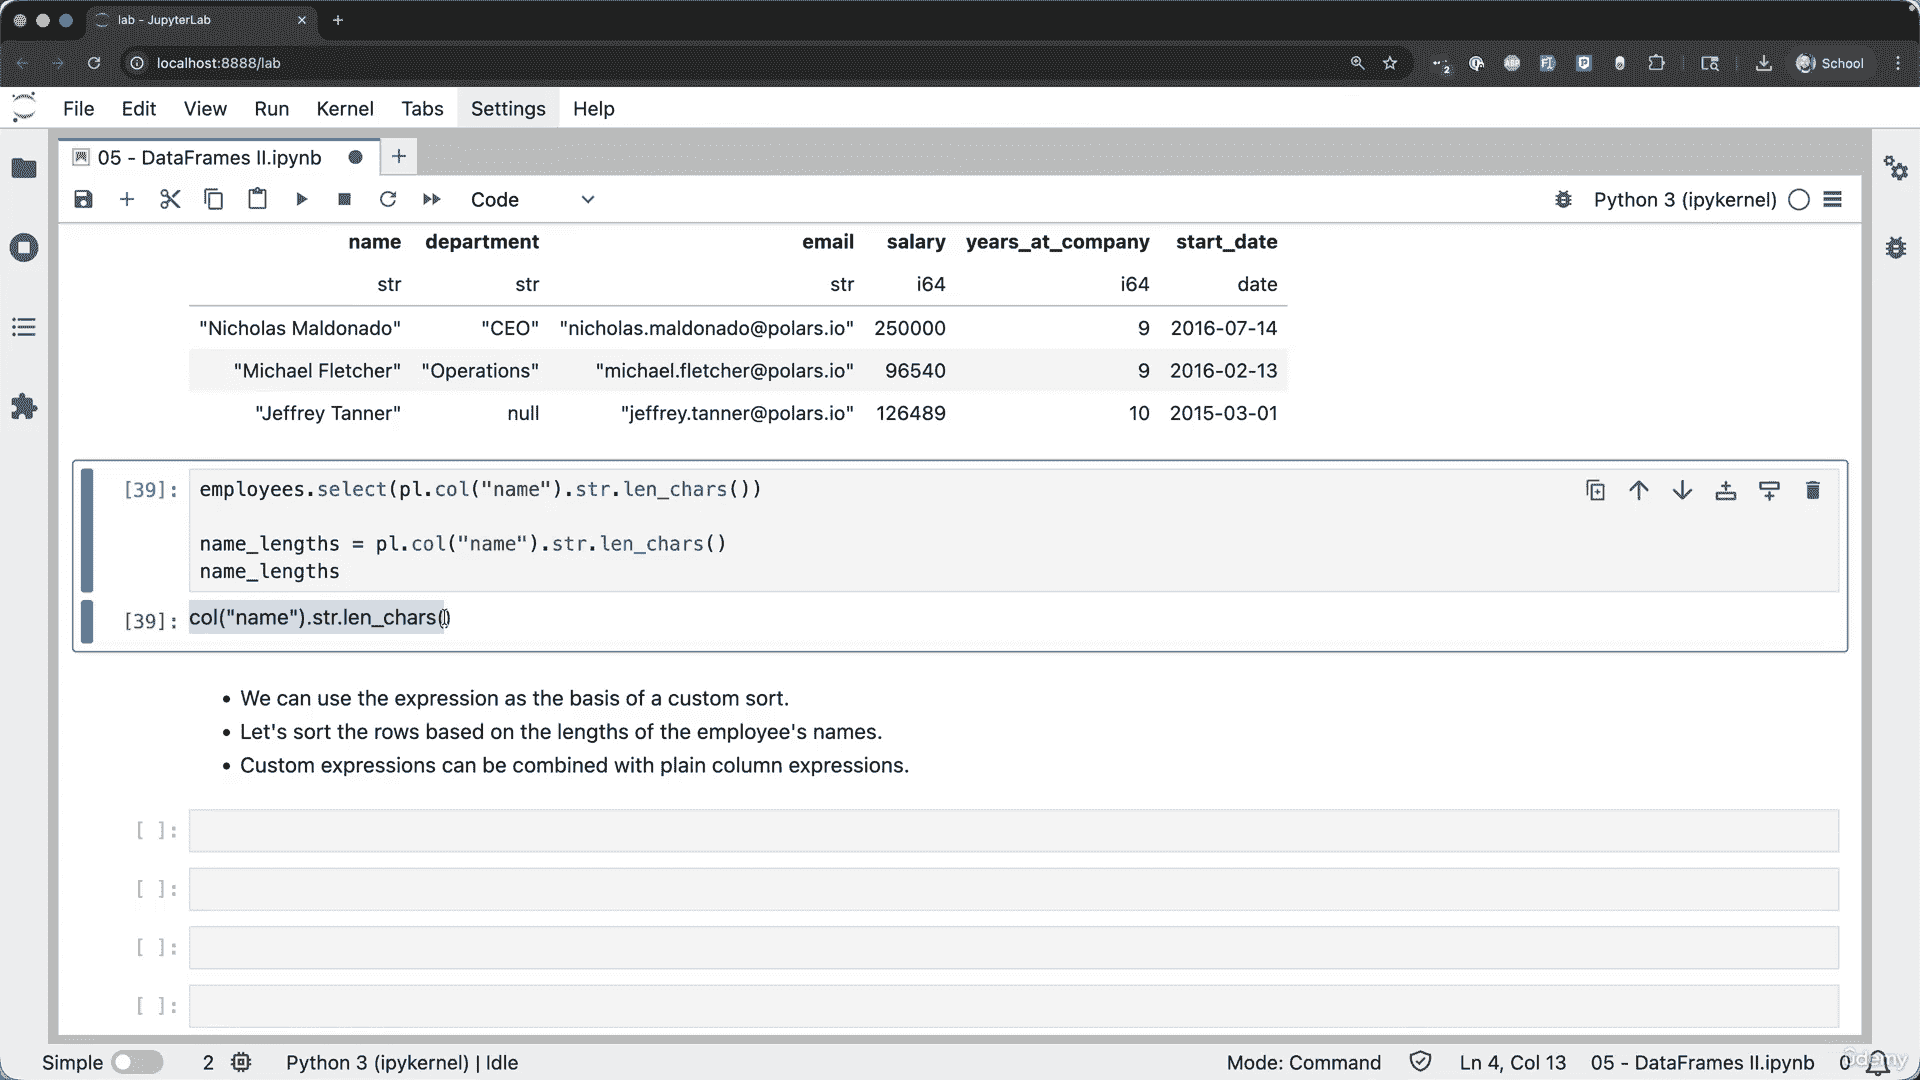 lab - JupyterLab
localhost:8888/lab
2
ABP
School
File Edit View Run Kernel Tabs Settings Help
05 - DataFrames II.ipynb
Code
Python 3 (ipykernel)
name department email salary years_at_company start_date
str str str i64 i64 date
"Nicholas Maldonado" "CEO" "nicholas.maldonado@polars.io" 250000 9 2016-07-14
"Michael Fletcher" "Operations" "michael.fletcher@polars.io" 96540 9 2016-02-13
"Jeffrey Tanner" null "jeffrey.tanner@polars.io" 126489 10 2015-03-01
[39]: employees.select(pl.col("name").str.len_chars())
name_lengths = pl.col("name").str.len_chars()
name_lengths
[39]: col("name").str.len_chars()
• We can use the expression as the basis of a custom sort.
• Let's sort the rows based on the lengths of the employee's names.
• Custom expressions can be combined with plain column expressions.
[ ]:
[ ]:
[ ]:
[ ]:
Simple 2 Python 3 (ipykernel) | Idle Mode: Command Ln 4, Col 13 05 - DataFrames II.ipynb 0
udemy